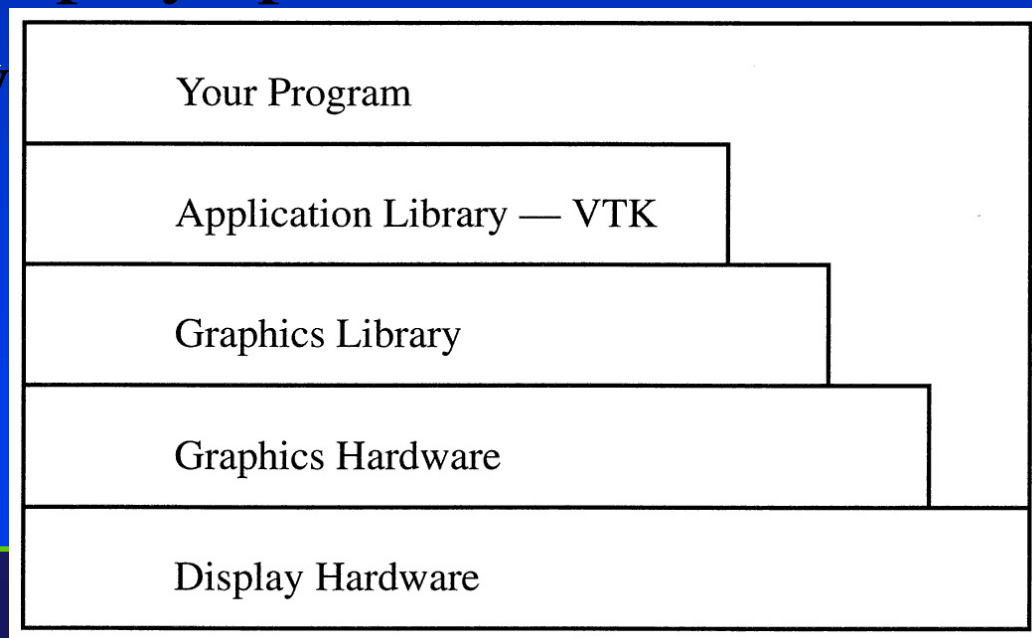 Your Program
Application Library — VTK
Graphics Library
Graphics Hardware
Display Hardware